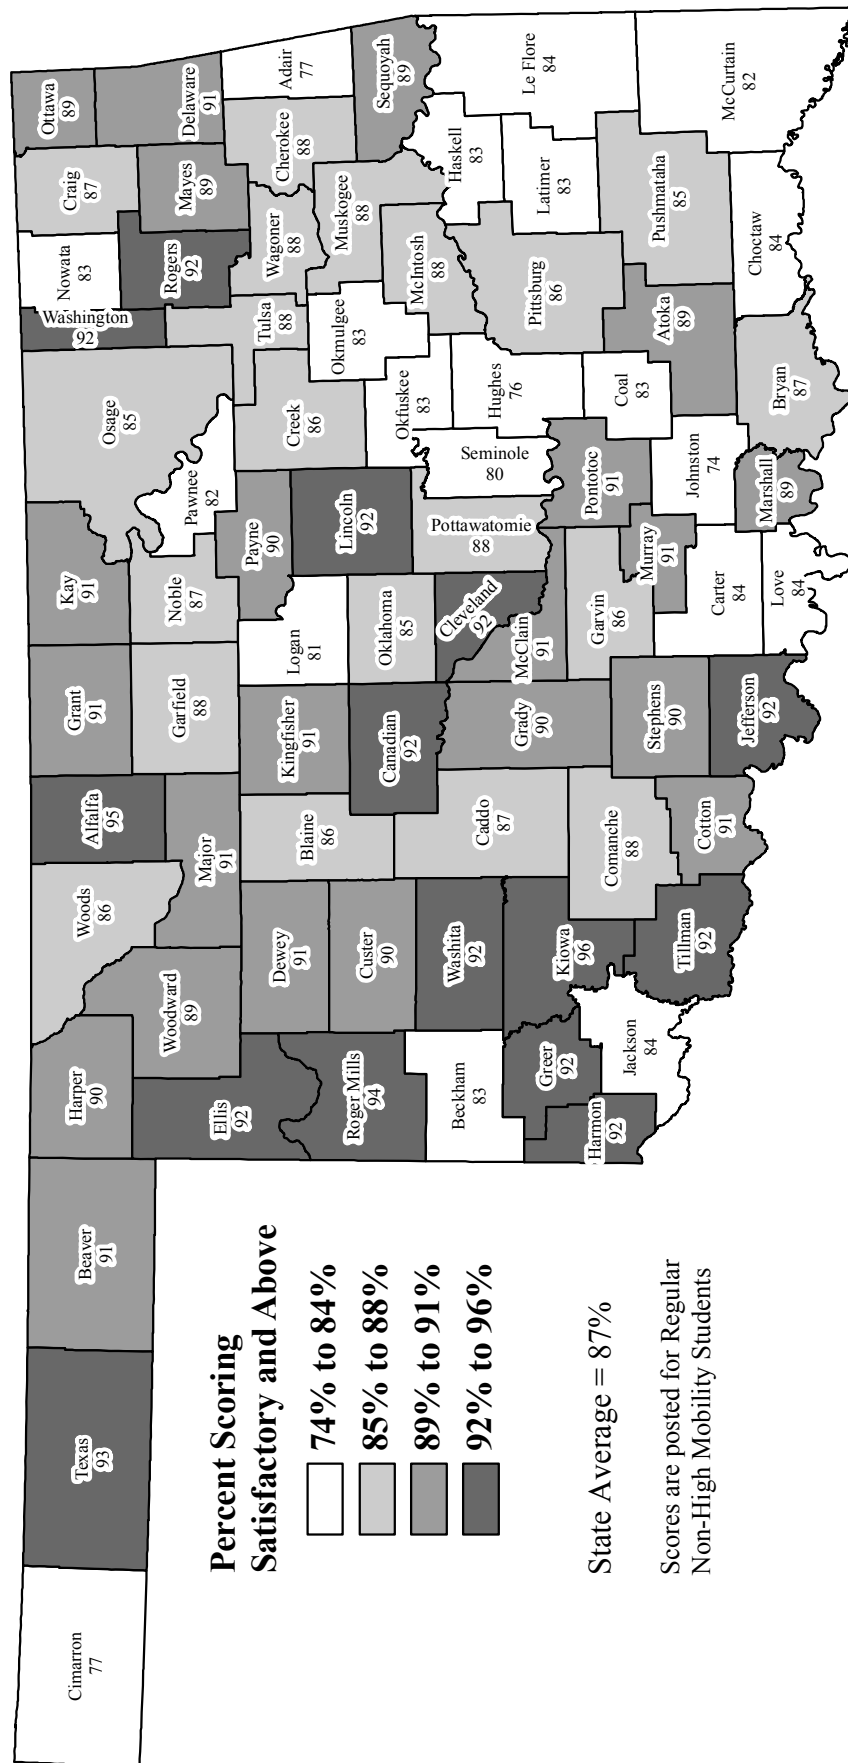 Cimarron
77
Texas
93
Beaver
91
Harper
90
Woods
86
Alfalfa
95
Grant
91
Kay
91
Osage
85
Washington
92
Nowata
83
Craig
87
Ottawa
89
Ellis
92
Woodward
89
Major
91
Garfield
88
Noble
87
Pawnee
82
Rogers
92
Mayes
89
Delaware
91
Roger Mills
94
Dewey
91
Blaine
86
Kingfisher
91
Logan
81
Payne
90
Creek
86
Tulsa
88
Wagoner
88
Cherokee
88
Adair
77
Custer
90
Canadian
92
Oklahoma
85
Lincoln
92
Okfuskee
83
Okmulgee
83
Muskogee
88
Sequoyah
89
Beckham
83
Washita
92
Caddo
87
Grady
90
Cleveland
92
McClain
91
Pottawatomie
88
Seminole
80
Hughes
76
McIntosh
88
Haskell
83
Le Flore
84
Harmon
92
Greer
92
Kiowa
96
Comanche
88
Stephens
90
Garvin
86
Murray
91
Pontotoc
91
Coal
83
Pittsburg
86
Latimer
83
Jackson
84
Tillman
92
Cotton
91
Jefferson
92
Carter
84
Love
84
Johnston
74
Marshall
89
Atoka
89
Bryan
87
Pushmataha
85
Choctaw
84
McCurtain
82
Percent Scoring
Satisfactory and Above
74% to 84%
85% to 88%
89% to 91%
92% to 96%
State Average = 87%
Scores are posted for Regular
Non-High Mobility Students